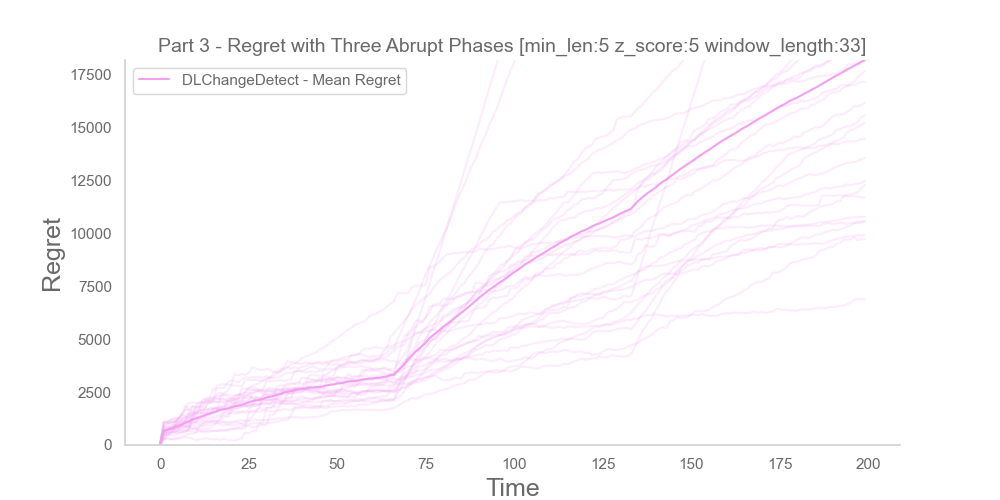 Part 3 - Regret with Three Abrupt Phases [min_len:5 z_score:5 window_length:33]
DLChangeDetect - Mean Regret
17500
15000
12500
10000
7500
5000
2500
0
Regret
0 25 50 75 100 125 150 175 200
Time